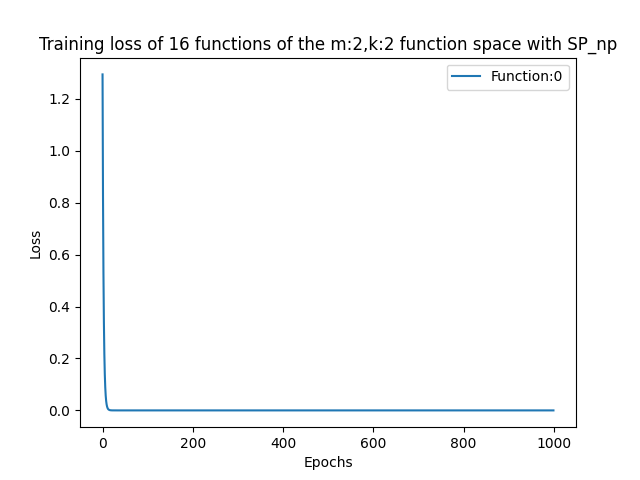 Training loss of 16 functions of the m:2,k:2 function space with SP_np
Function:0
1.2
1.0
0.8
0.6
0.4
0.2
0.0
Loss
0 200 400 600 800 1000
Epochs